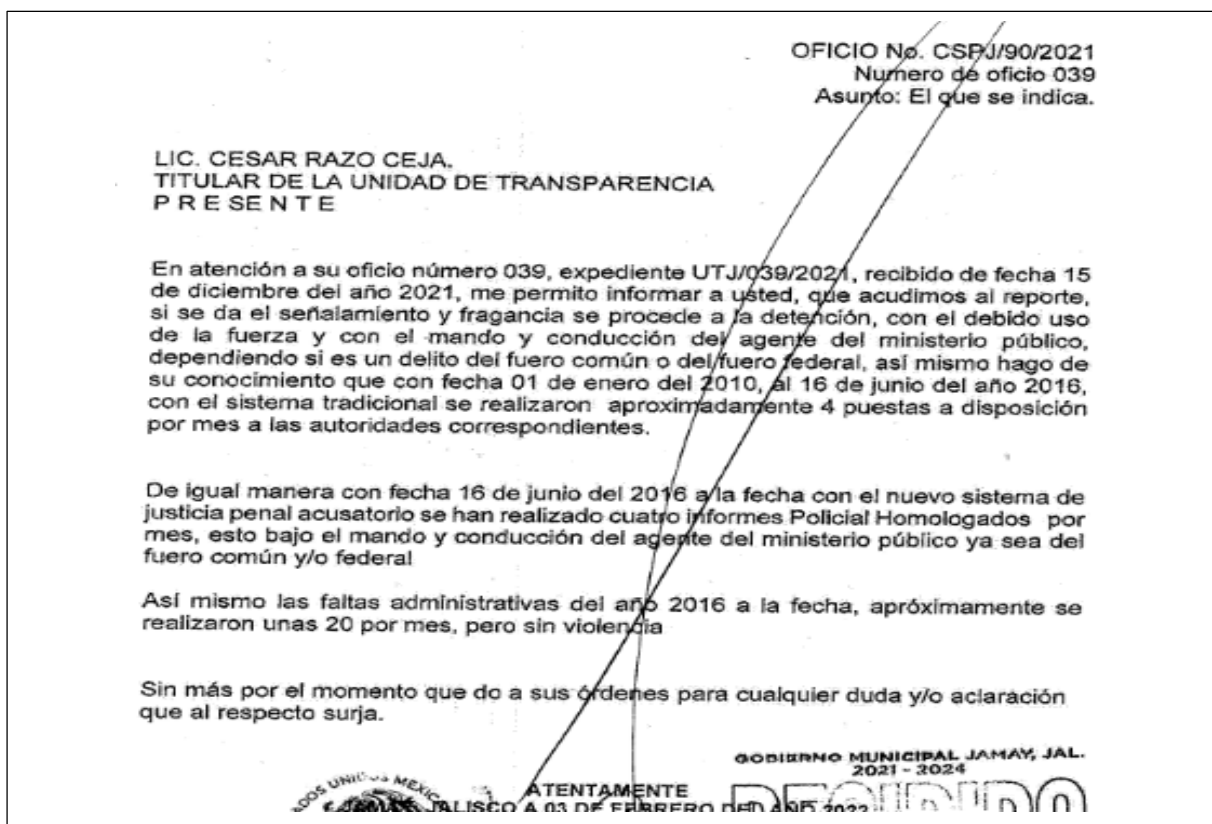 OFICIO No. CSPJ/90/2021
Numero de oficio 039
Asunto: El que se indica.
LIC. CESAR RAZO CEJA.
TITULAR DE LA UNIDAD DE TRANSPARENCIA
P R E SE N T E
En atención a su oficio número 039, expediente UTJ/039/2021, recibido de fecha 15
de diciembre del año 2021, me permito informar a usted, que acudimos al reporte,
si se da el señalamiento y fragancia se procede a la detención, con el debido uso
de la fuerza y con el mando y conducción del agente del ministerio público,
dependiendo si es un delito del fuero común o del fuero federal, así mismo hago de
su conocimiento que con fecha 01 de enero del 2010, al 16 de junio del año 2016,
con el sistema tradicional se realizaron aproximadamente 4 puestas a disposición
por mes a las autoridades correspondientes.
De igual manera con fecha 16 de junio del 2016 a la fecha con el nuevo sistema de
justicia penal acusatorio se han realizado cuatro informes Policial Homologados por
mes, esto bajo el mando y conducción del agente del ministerio público ya sea del
fuero común y/o federal
Así mismo las faltas administrativas del año 2016 a la fecha, apróximamente se
realizaron unas 20 por mes, pero sin violencia
Sin más por el momento que do a sus órdenes para cualquier duda y/o aclaración
que al respecto surja.
GOBIERNO MUNICIPAL JAMAY, JAL.
2021 - 2024
UNIDOS MEXIC
ATENTAMENTE
RECIBIDO
JAMAY, JALISCO A 03 DE FEBRERO DEL AÑO 2022